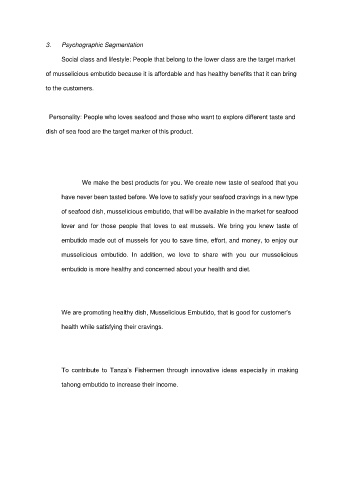 3. Psychographic Segmentation
Social class and lifestyle: People that belong to the lower class are the target market
of musselicious embutido because it is affordable and has healthy benefits that it can bring
to the customers.
Personality: People who loves seafood and those who want to explore different taste and
dish of sea food are the target marker of this product.
We make the best products for you. We create new taste of seafood that you
have never been tasted before. We love to satisfy your seafood cravings in a new type
of seafood dish, musselicious embutido, that will be available in the market for seafood
lover and for those people that loves to eat mussels. We bring you knew taste of
embutido made out of mussels for you to save time, effort, and money, to enjoy our
musselicious embutido. In addition, we love to share with you our musselicious
embutido is more healthy and concerned about your health and diet.
We are promoting healthy dish, Musselicious Embutido, that is good for customer's
health while satisfying their cravings.
To contribute to Tanza's Fishermen through innovative ideas especially in making
tahong embutido to increase their income.